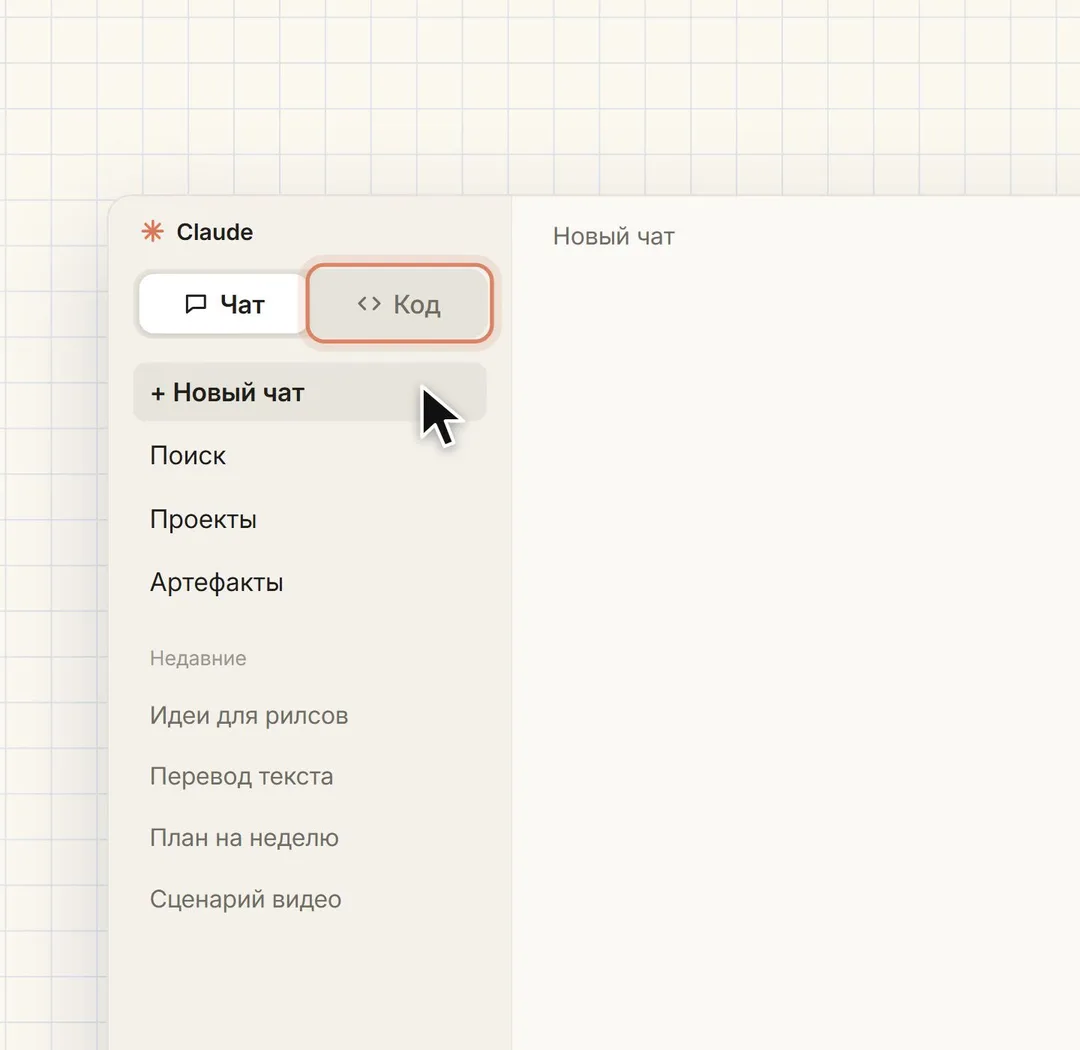 Claude
Чат
Код
Новый чат
+ Новый чат
Поиск
Проекты
Артефакты
Недавние
Идеи для рилсов
Перевод текста
План на неделю
Сценарий видео